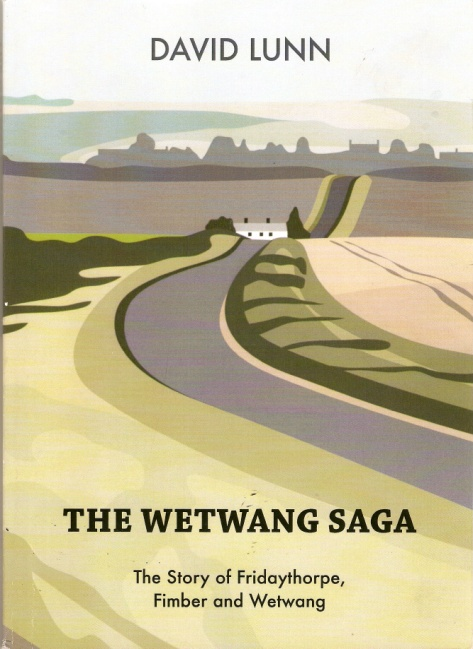 DAVID LUNN
THE WETWANG SAGA
The Story of Fridaythorpe,
Fimber and Wetwang